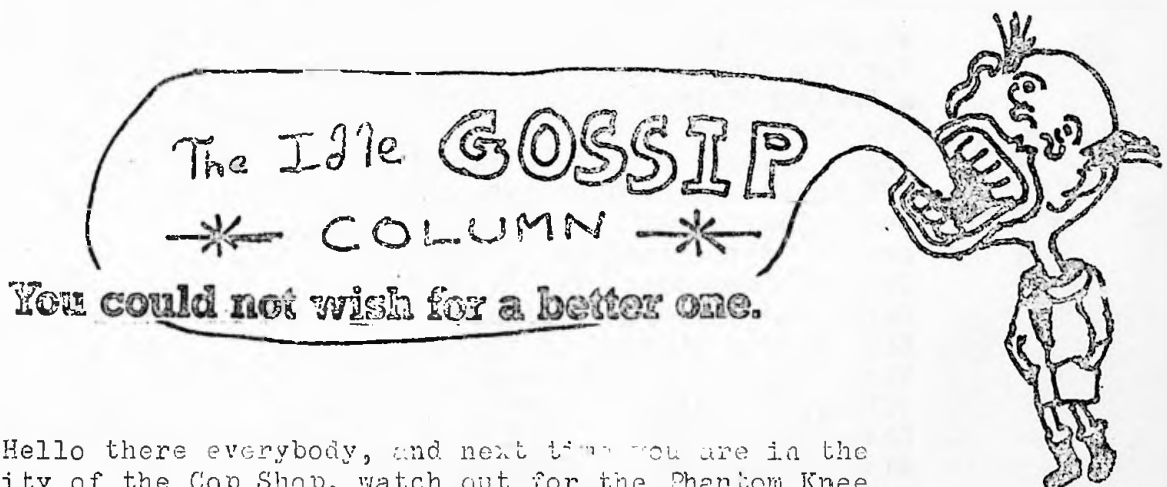 The Idle GOSSIP
COLUMN
You could not wish for a better one.
Hello there everybody, and next time you are in the
ity of the Cop Shop, watch out for the Phantom Knee